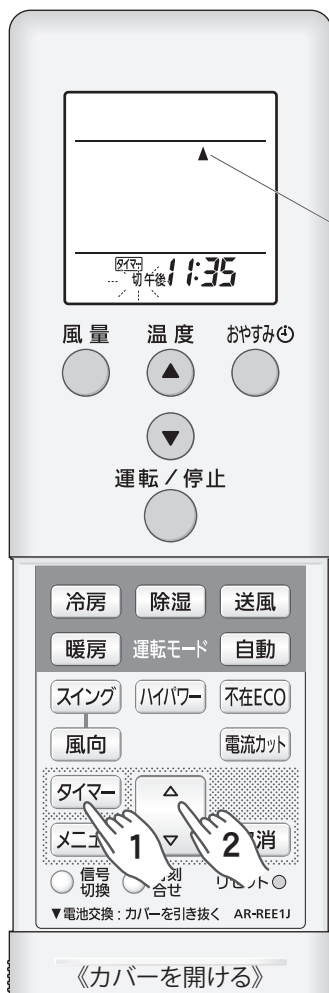 タイマー
切 午後 11:35
風量 温度 おやすみ
運転/停止
冷房 除湿 送風
暖房 運転モード 自動
スイング ハイパワー 不在ECO
風向 電流カット
タイマー
1 2
信号切換 合せ リセット
▼電池交換:カバーを引き抜く AR-REE1J
《カバーを開ける》